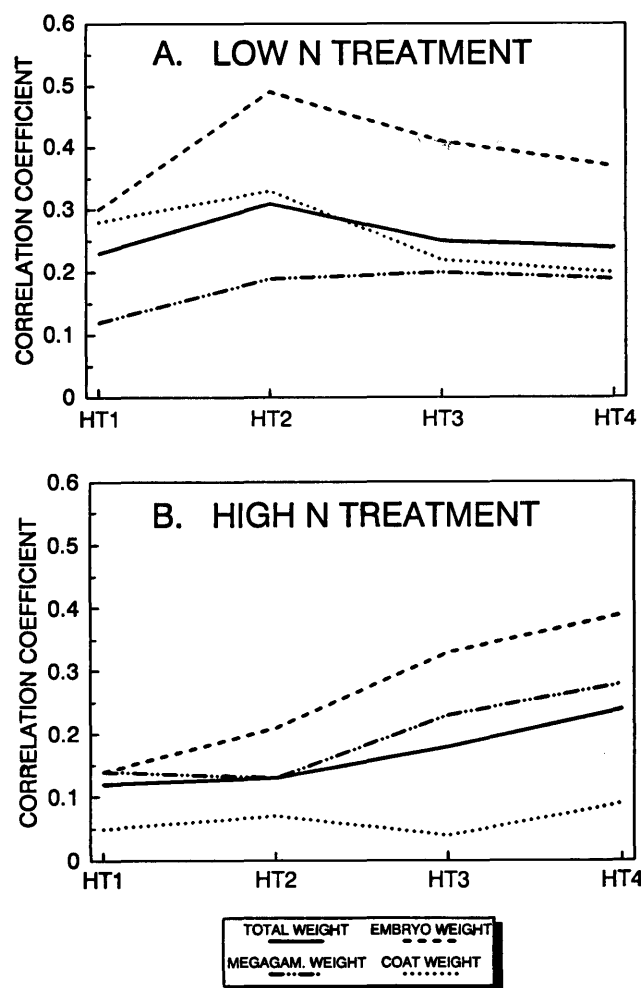 A. LOW N TREATMENT
CORRELATION COEFFICIENT
0.6
0.5
0.4
0.3
0.2
0.1
0
HT1 HT2 HT3 HT4
B. HIGH N TREATMENT
CORRELATION COEFFICIENT
0.6
0.5
0.4
0.3
0.2
0.1
0
HT1 HT2 HT3 HT4
TOTAL WEIGHT EMBRYO WEIGHT
MEGAGAM. WEIGHT COAT WEIGHT